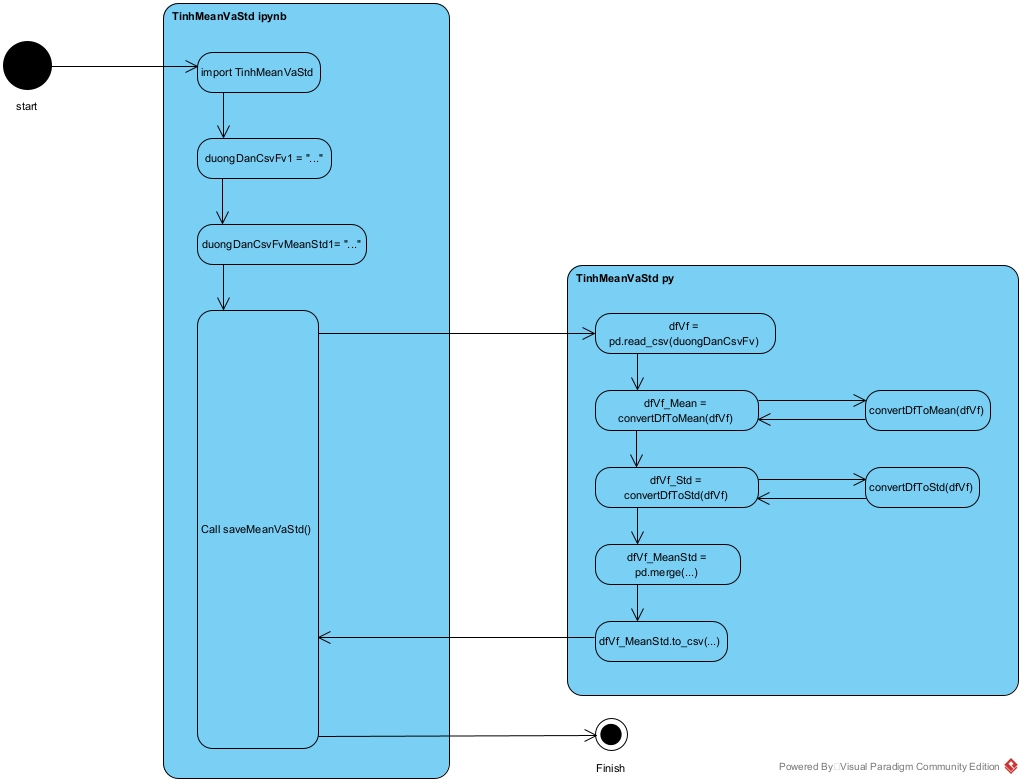 TinhMeanVaStd ipynb
start
import TinhMeanVaStd
duongDanCsvFv1 = "..."
duongDanCsvFvMeanStd1= "..."
Call saveMeanVaStd()
TinhMeanVaStd py
dfVf =
pd.read_csv(duongDanCsvFv)
dfVf_Mean =
convertDfToMean(dfVf)
convertDfToMean(dfVf)
dfVf_Std =
convertDfToStd(dfVf)
convertDfToStd(dfVf)
dfVf_MeanStd =
pd.merge(...)
dfVf_MeanStd.to_csv(...)
Finish
Powered By Visual Paradigm Community Edition